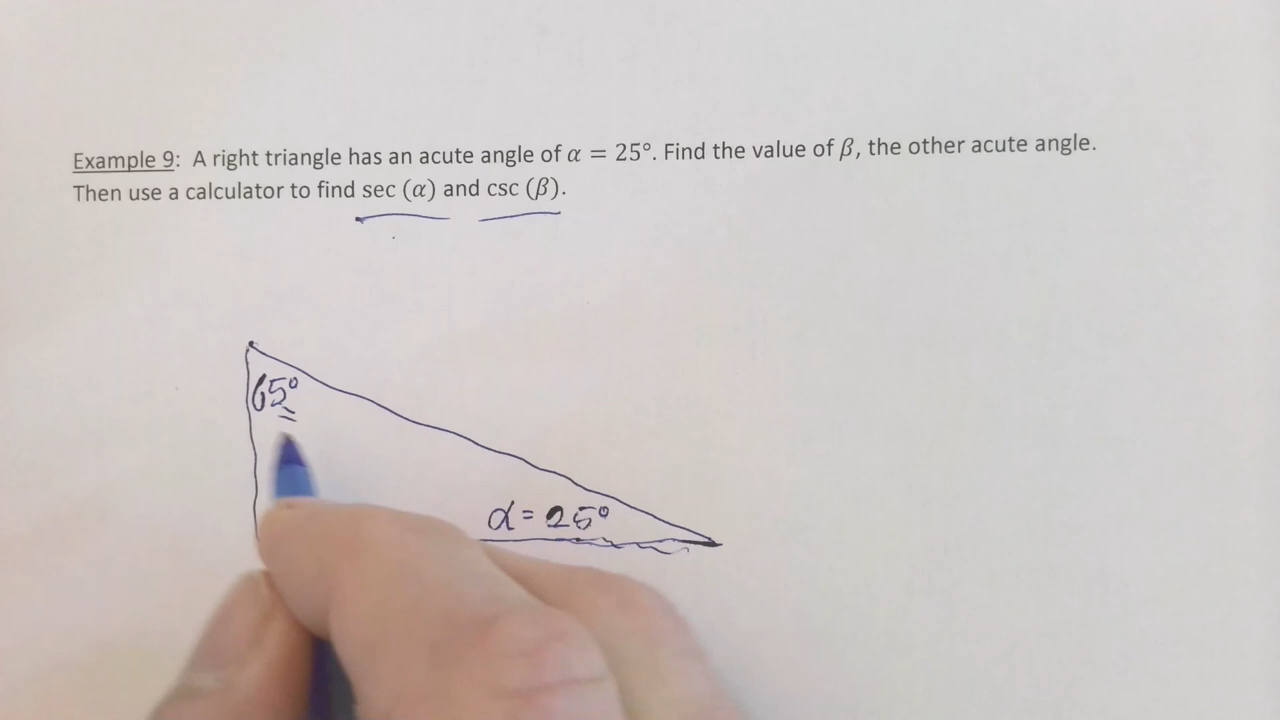 Example 9: A right triangle has an acute angle of α = 25°. Find the value of β, the other acute angle.
Then use a calculator to find sec (α) and csc (β).
65°
α = 25°